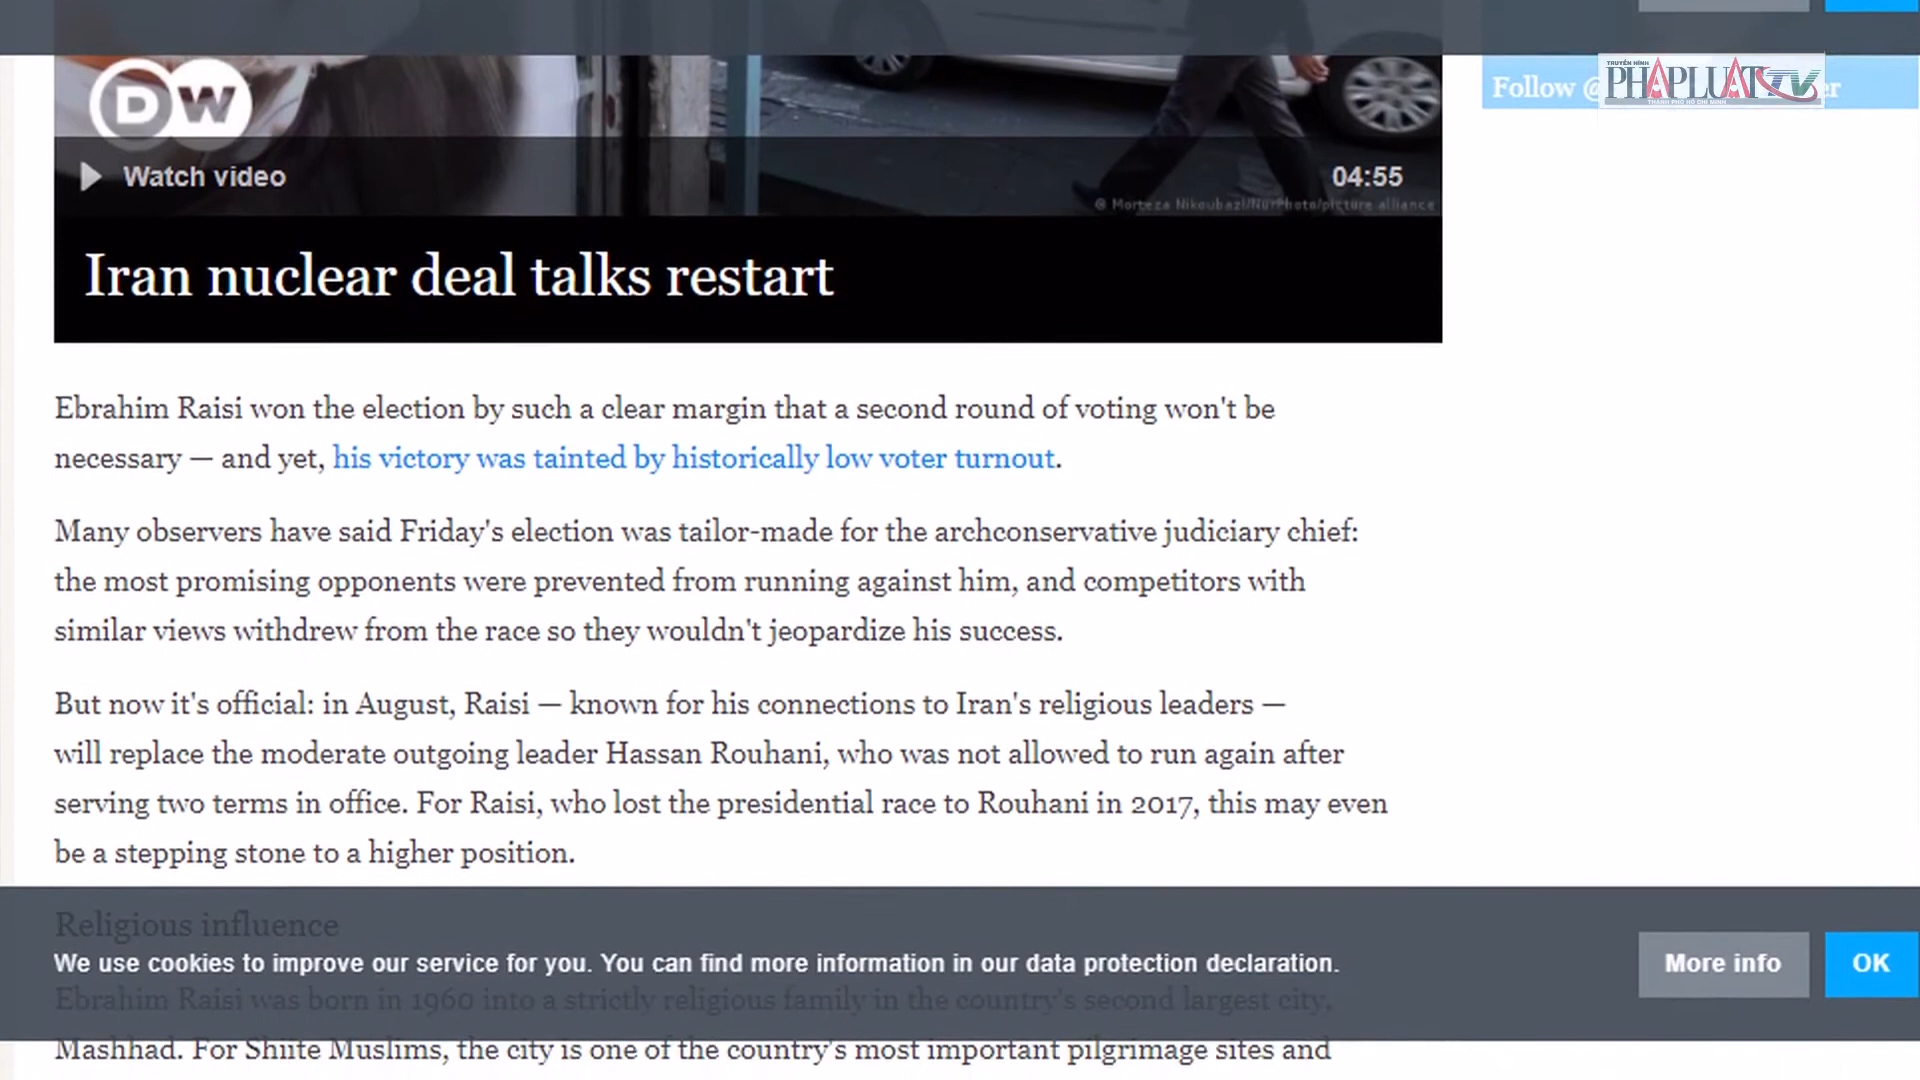 Follow @
TRUYỀN HÌNH
PHAPLUAT TV
THÀNH PHỐ HỒ CHÍ MINH
DW
Watch video
04:55
© Morteza Nikoubazl/NurPhoto/picture alliance
Iran nuclear deal talks restart
Ebrahim Raisi won the election by such a clear margin that a second round of voting won't be
necessary — and yet, his victory was tainted by historically low voter turnout.
Many observers have said Friday's election was tailor-made for the archconservative judiciary chief:
the most promising opponents were prevented from running against him, and competitors with
similar views withdrew from the race so they wouldn't jeopardize his success.
But now it's official: in August, Raisi — known for his connections to Iran's religious leaders —
will replace the moderate outgoing leader Hassan Rouhani, who was not allowed to run again after
serving two terms in office. For Raisi, who lost the presidential race to Rouhani in 2017, this may even
be a stepping stone to a higher position.
Religious influence
We use cookies to improve our service for you. You can find more information in our data protection declaration.
More info
OK
Ebrahim Raisi was born in 1960 into a strictly religious family in the country's second largest city,
Mashhad. For Shiite Muslims, the city is one of the country's most important pilgrimage sites and